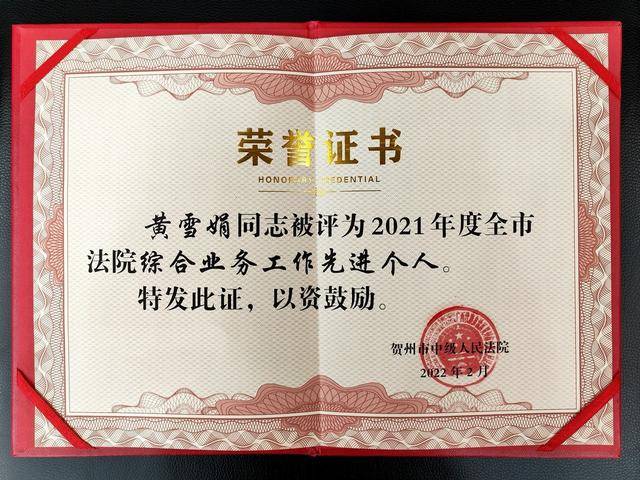 荣誉证书
HONORARY CREDENTIAL
黄雪娟同志被评为2021年度全市
法院综合业务工作先进个人。
特发此证，以资鼓励。
贺州市中级人民法院
2022年2月